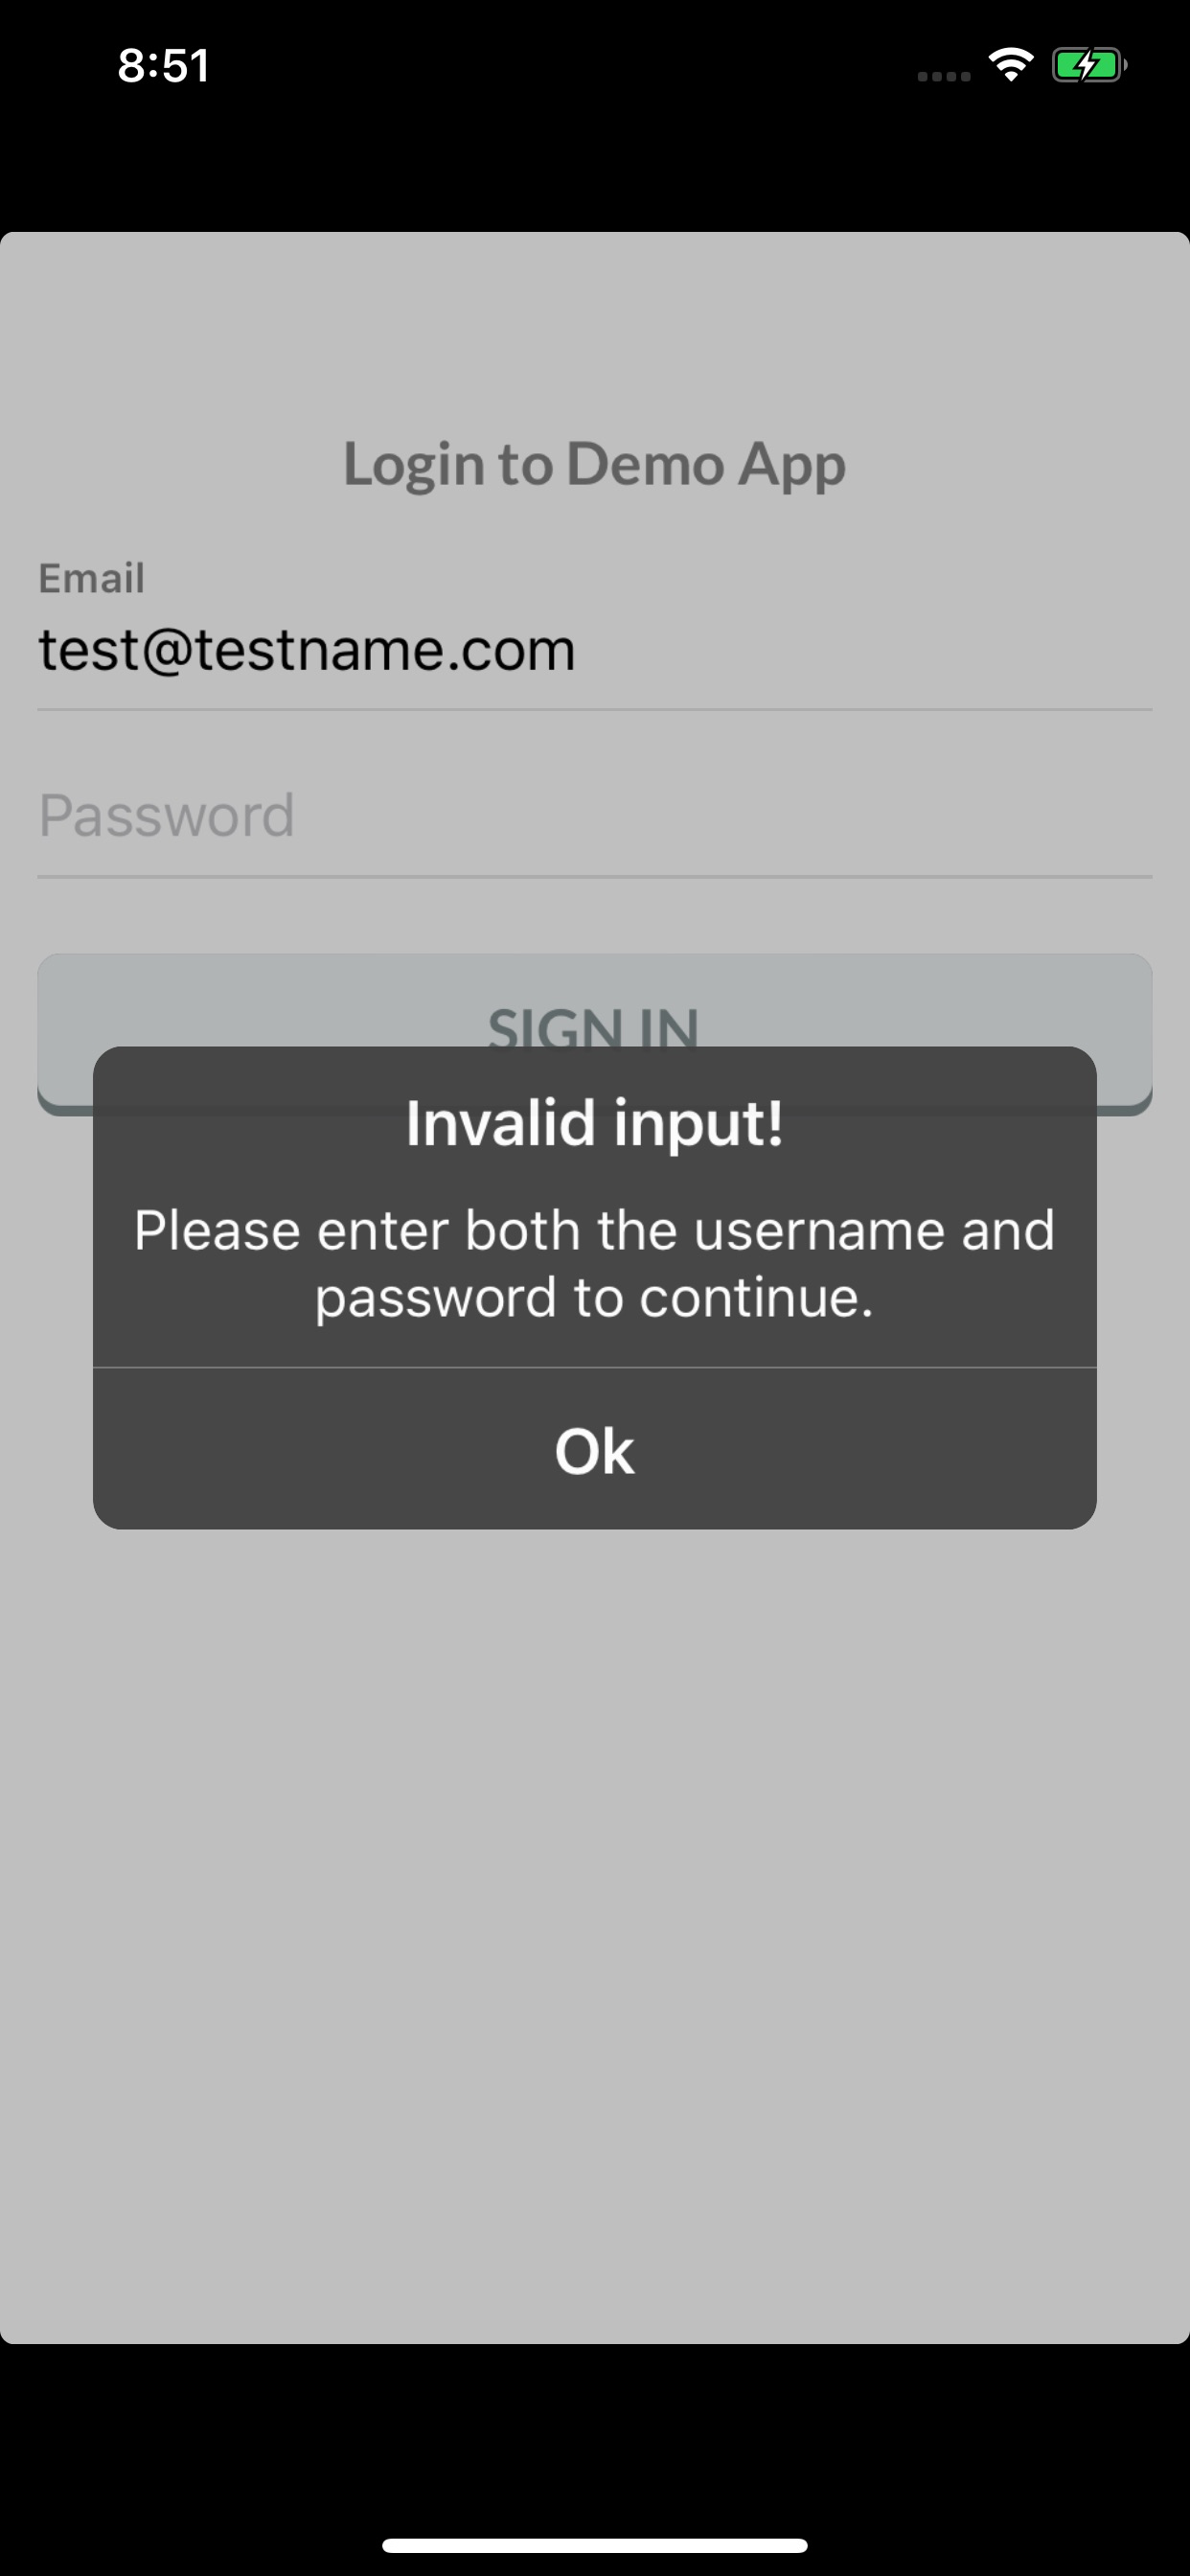 8:51
Login to Demo App
Email
test@testname.com
Password
SIGN IN
Invalid input!
Please enter both the username and
password to continue.
Ok